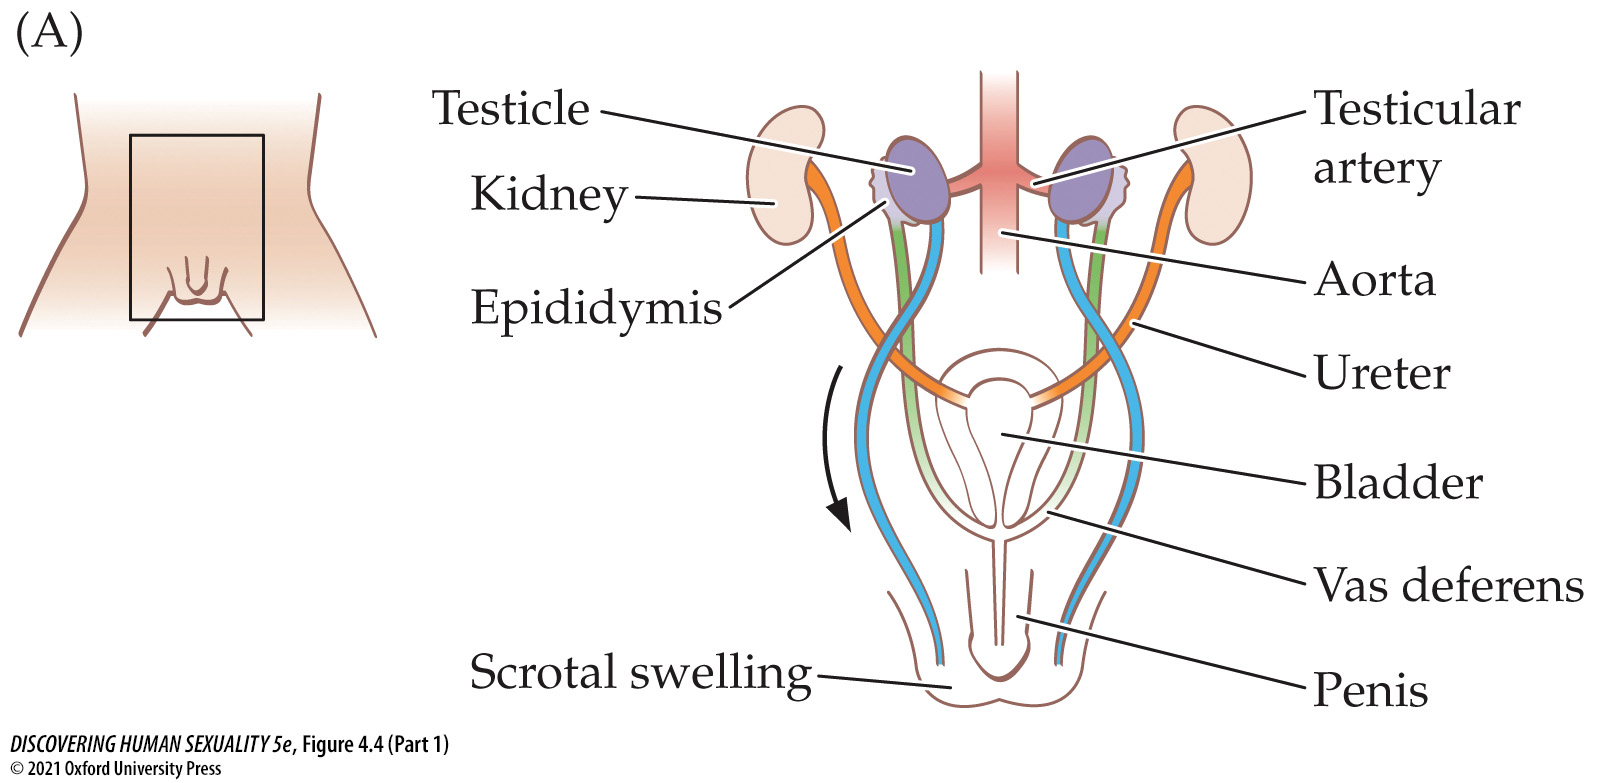 (A)
Testicle
Kidney
Epididymis
Scrotal swelling
Testicular
artery
Aorta
Ureter
Bladder
Vas deferens
Penis
DISCOVERING HUMAN SEXUALITY 5e, Figure 4.4 (Part 1)
© 2021 Oxford University Press